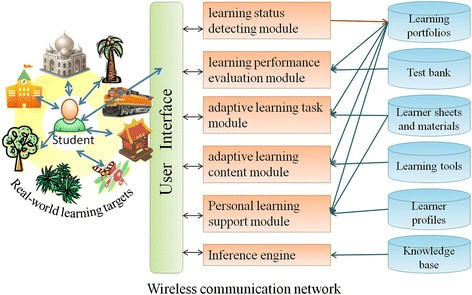 Student
Real-world learning targets
User Interface
learning status
detecting module
learning performance
evaluation module
adaptive learning task
module
adaptive learning
content module
Personal learning
support module
Inference engine
Learning
portfolios
Test bank
Learner sheets
and materials
Learning tools
Learner
profiles
Knowledge
base
Wireless communication network